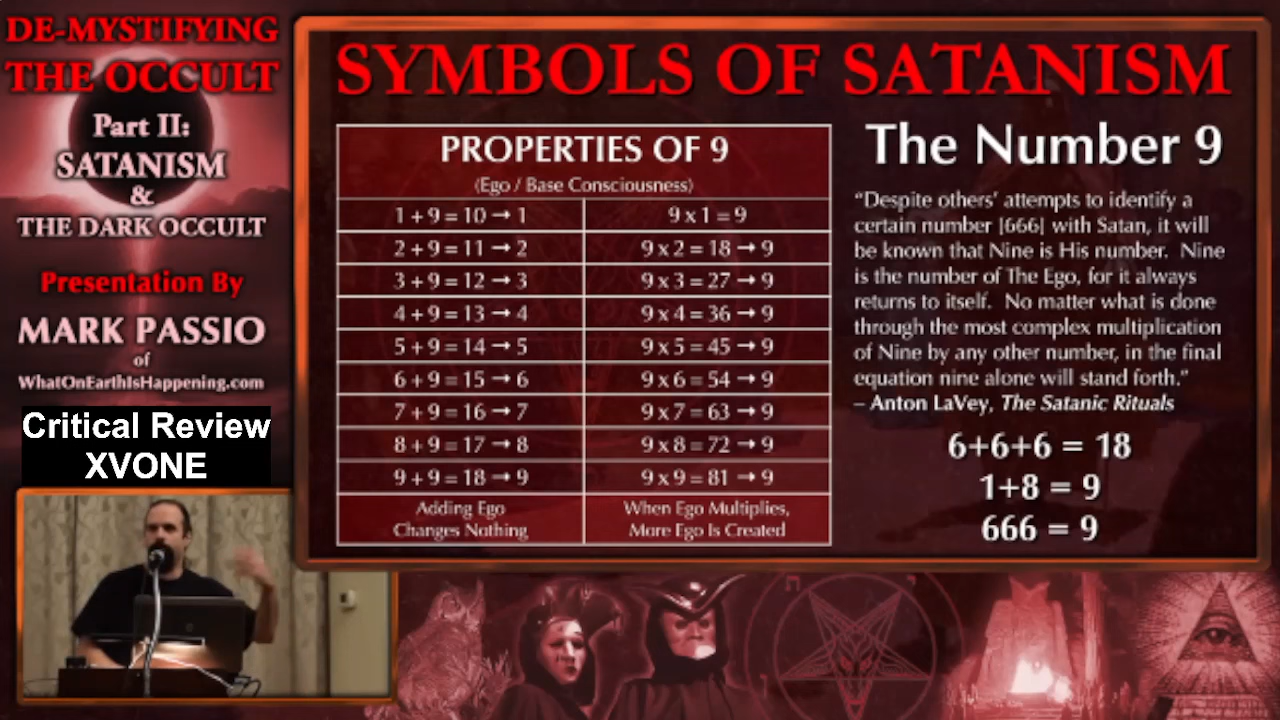 DE-MYSTIFYING
THE OCCULT
Part II:
SATANISM
&
THE DARK OCCULT
Presentation By
MARK PASSIO
of
WhatOnEarthIsHappening.com
Critical Review
XVONE
SYMBOLS OF SATANISM
PROPERTIES OF 9
(Ego / Base Consciousness)
1 + 9 = 10 → 1 9 x 1 = 9
2 + 9 = 11 → 2 9 x 2 = 18 → 9
3 + 9 = 12 → 3 9 x 3 = 27 → 9
4 + 9 = 13 → 4 9 x 4 = 36 → 9
5 + 9 = 14 → 5 9 x 5 = 45 → 9
6 + 9 = 15 → 6 9 x 6 = 54 → 9
7 + 9 = 16 → 7 9 x 7 = 63 → 9
8 + 9 = 17 → 8 9 x 8 = 72 → 9
9 + 9 = 18 → 9 9 x 9 = 81 → 9
Adding Ego When Ego Multiplies,
Changes Nothing More Ego Is Created
The Number 9
“Despite others’ attempts to identify a
certain number [666] with Satan, it will
be known that Nine is His number. Nine
is the number of The Ego, for it always
returns to itself. No matter what is done
through the most complex multiplication
of Nine by any other number, in the final
equation nine alone will stand forth.”
– Anton LaVey, The Satanic Rituals
6+6+6 = 18
1+8 = 9
666 = 9